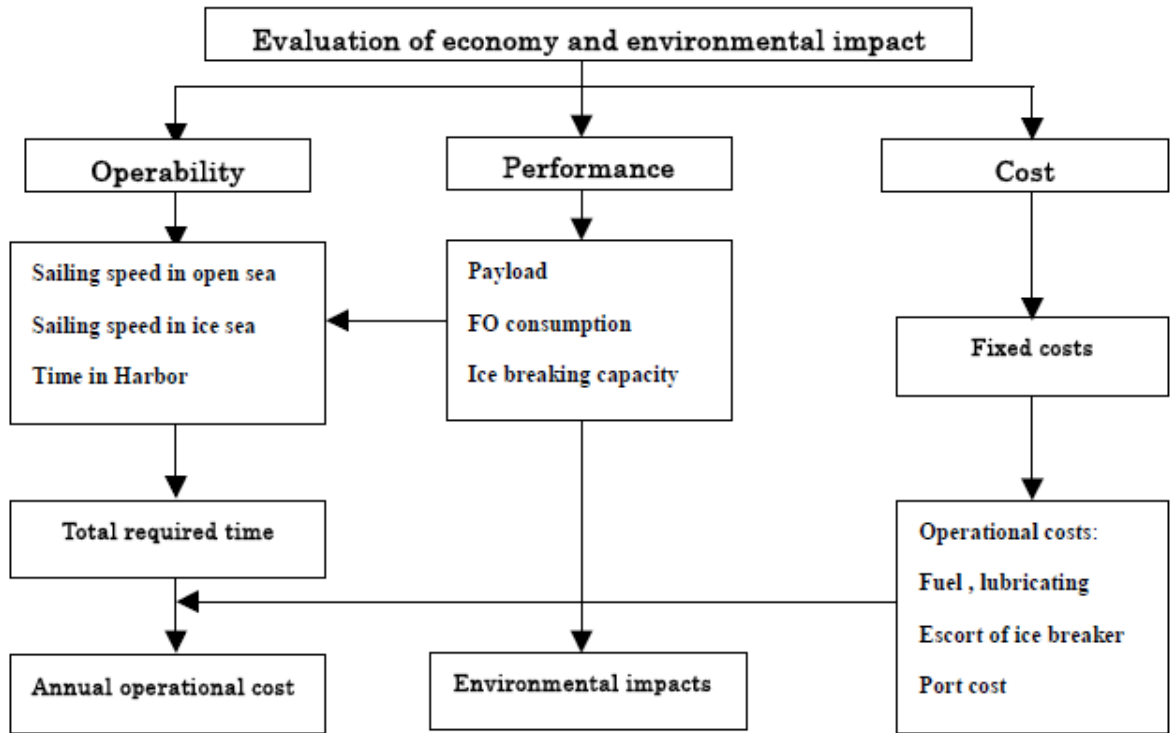 Evaluation of economy and environmental impact
Operability
Performance
Cost
Sailing speed in open sea
Sailing speed in ice sea
Time in Harbor
Payload
FO consumption
Ice breaking capacity
Fixed costs
Total required time
Operational costs:
Fuel , lubricating
Escort of ice breaker
Port cost
Annual operational cost
Environmental impacts